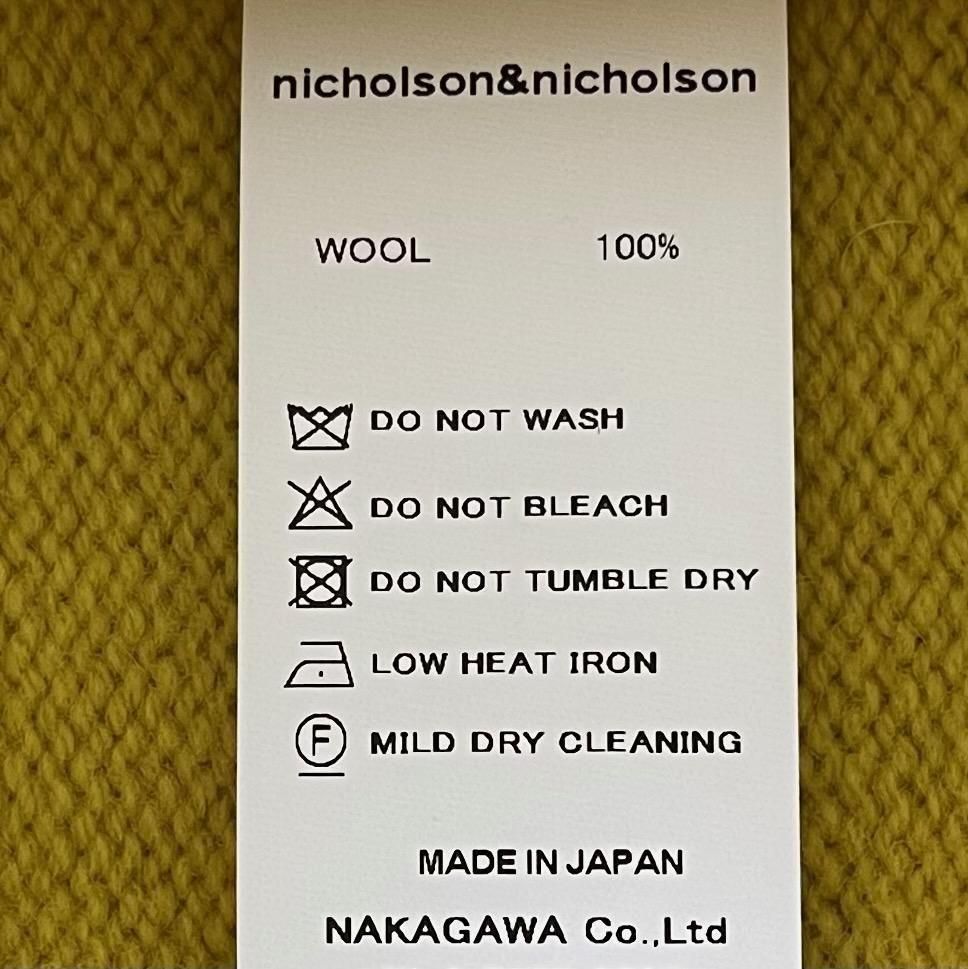 nicholson&nicholson
WOOL 100%
DO NOT WASH
DO NOT BLEACH
DO NOT TUMBLE DRY
LOW HEAT IRON
F MILD DRY CLEANING
MADE IN JAPAN
NAKAGAWA Co.,Ltd